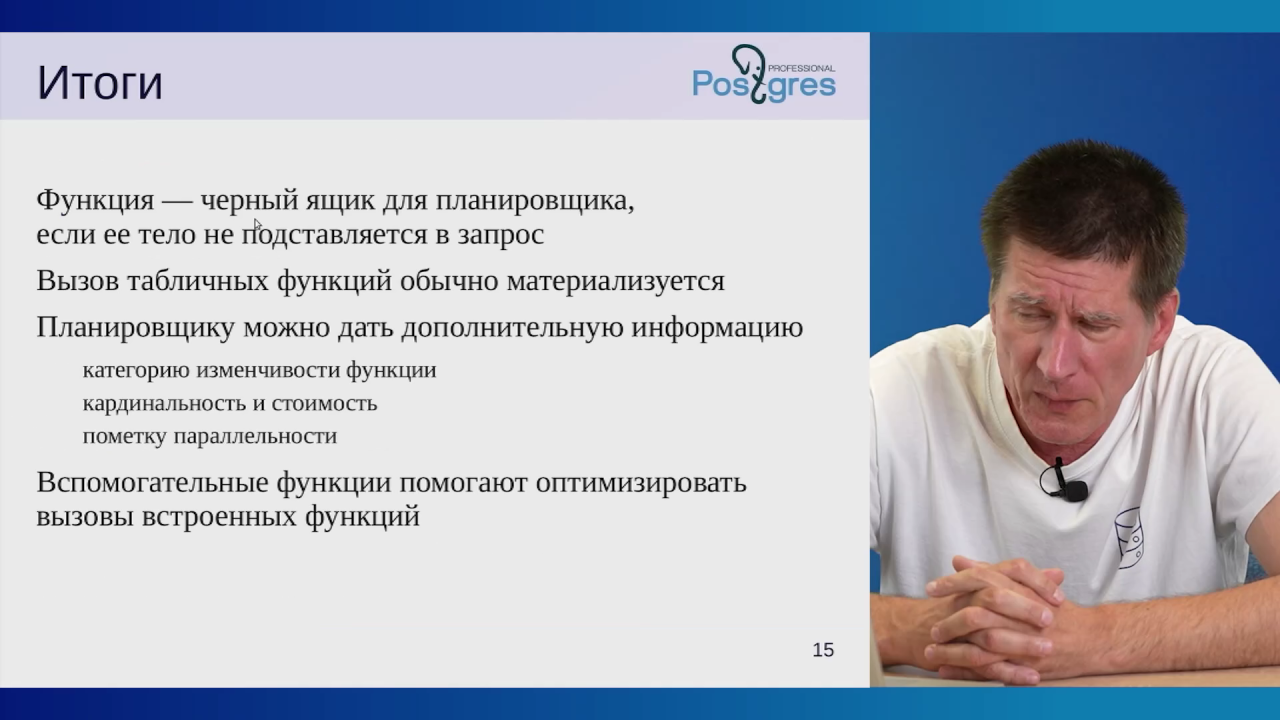 Итоги
PROFESSIONAL
Postgres
Функция — черный ящик для планировщика,
если ее тело не подставляется в запрос
Вызов табличных функций обычно материализуется
Планировщику можно дать дополнительную информацию
категорию изменчивости функции
кардинальность и стоимость
пометку параллельности
Вспомогательные функции помогают оптимизировать
вызовы встроенных функций
15